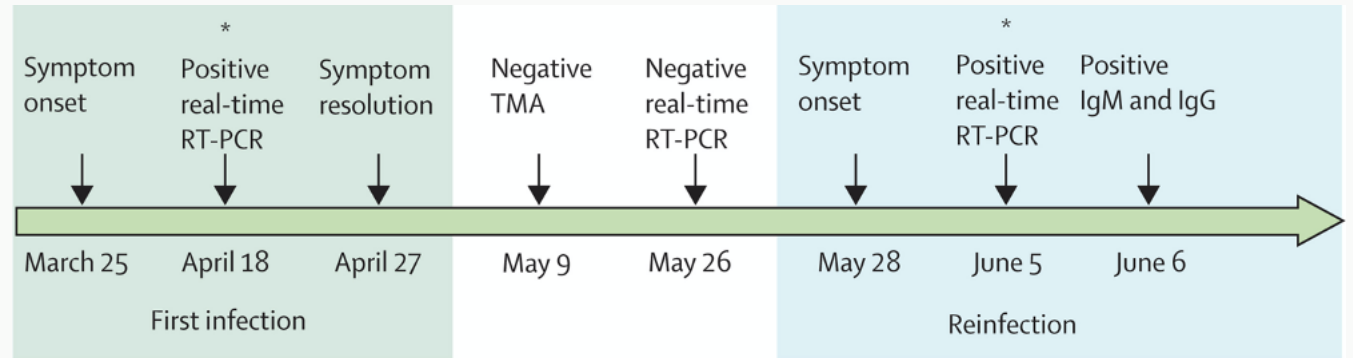 *
*
Symptom
onset
Positive
real-time
RT-PCR
Symptom
resolution
Negative
TMA
Negative
real-time
RT-PCR
Symptom
onset
Positive
real-time
RT-PCR
Positive
IgM and IgG
March 25
April 18
April 27
May 9
May 26
May 28
June 5
June 6
First infection
Reinfection